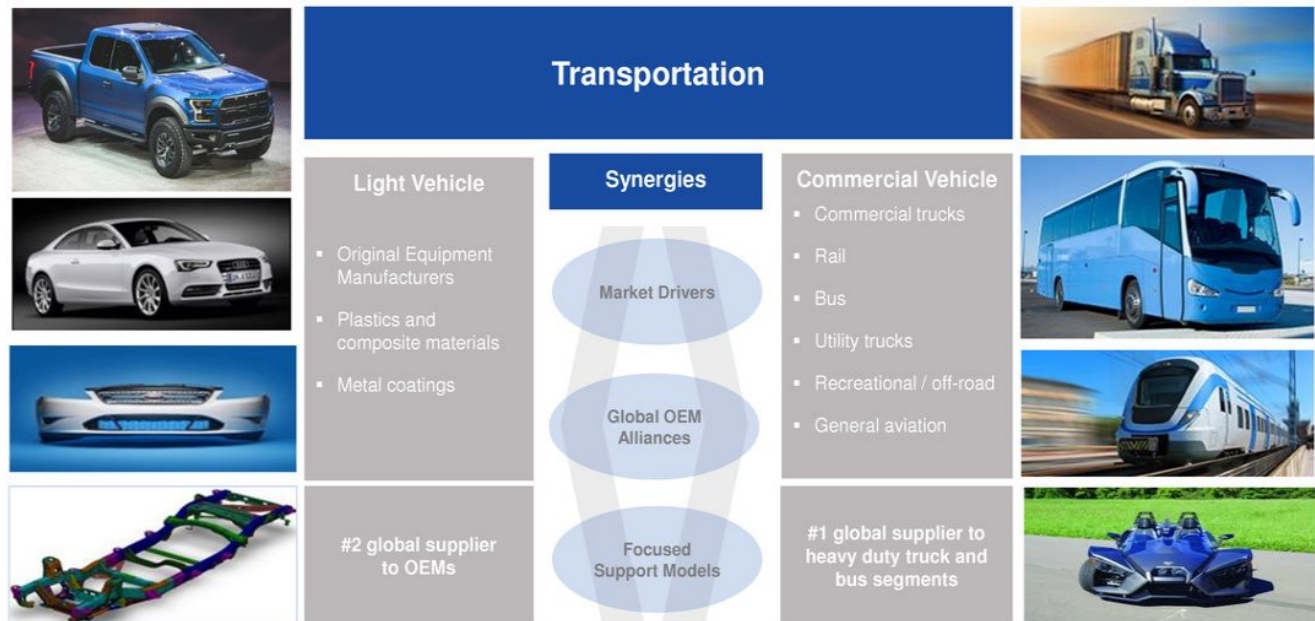 Transportation
Light Vehicle
▪ Original Equipment
Manufacturers
▪ Plastics and
composite materials
▪ Metal coatings
#2 global supplier
to OEMs
Synergies
Market Drivers
Global OEM
Alliances
Focused
Support Models
Commercial Vehicle
▪ Commercial trucks
▪ Rail
▪ Bus
▪ Utility trucks
▪ Recreational / off-road
▪ General aviation
#1 global supplier to
heavy duty truck and
bus segments